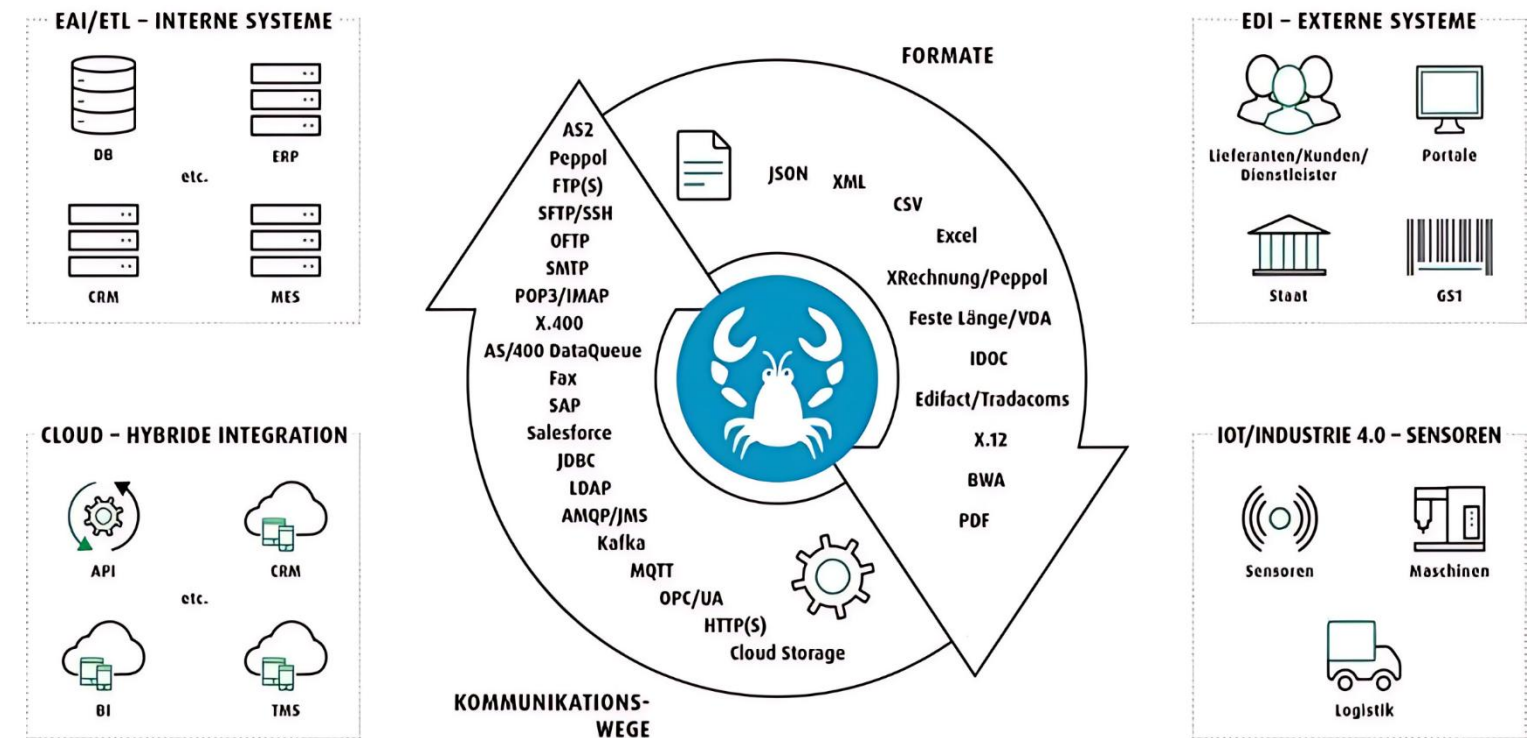 EAI/ETL – INTERNE SYSTEME
DB
ERP
etc.
CRM
MES
CLOUD – HYBRIDE INTEGRATION
API
CRM
etc.
BI
TMS
AS2
Peppol
FTP(S)
SFTP/SSH
OFTP
SMTP
POP3/IMAP
X.400
AS/400 DataQueue
Fax
SAP
Salesforce
JDBC
LDAP
AMQP/JMS
Kafka
MQTT
OPC/UA
HTTP(S)
Cloud Storage
KOMMUNIKATIONS-
WEGE
FORMATE
JSON
XML
CSV
Excel
XRechnung/Peppol
Feste Länge/VDA
IDOC
Edifact/Tradacoms
X.12
BWA
PDF
EDI – EXTERNE SYSTEME
Lieferanten/Kunden/
Dienstleister
Portale
Staat
GS1
IOT/INDUSTRIE 4.0 – SENSOREN
Sensoren
Maschinen
Logistik